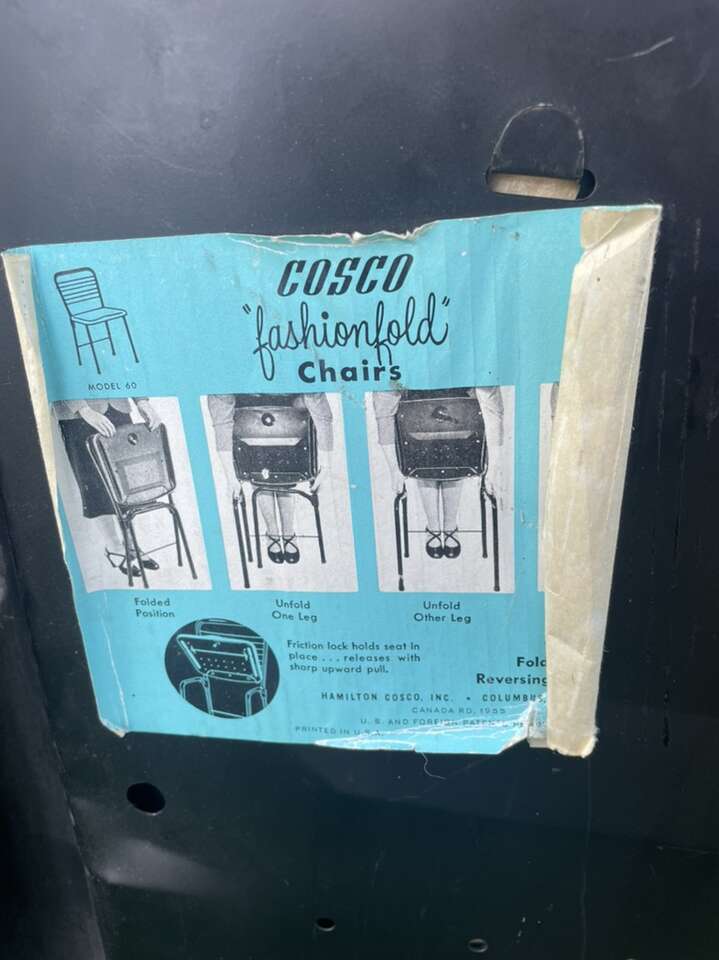 COSCO
"fashionfold"
Chairs
MODEL 60
Folded
Position
Unfold
One Leg
Unfold
Other Leg
Friction lock holds seat in
place . . . releases with
sharp upward pull.
Fold
Reversing
HAMILTON COSCO, INC. • COLUMBUS,
CANADA RD. 1955
U. S. AND FOREIGN PATENTS
PRINTED IN U.S.A.